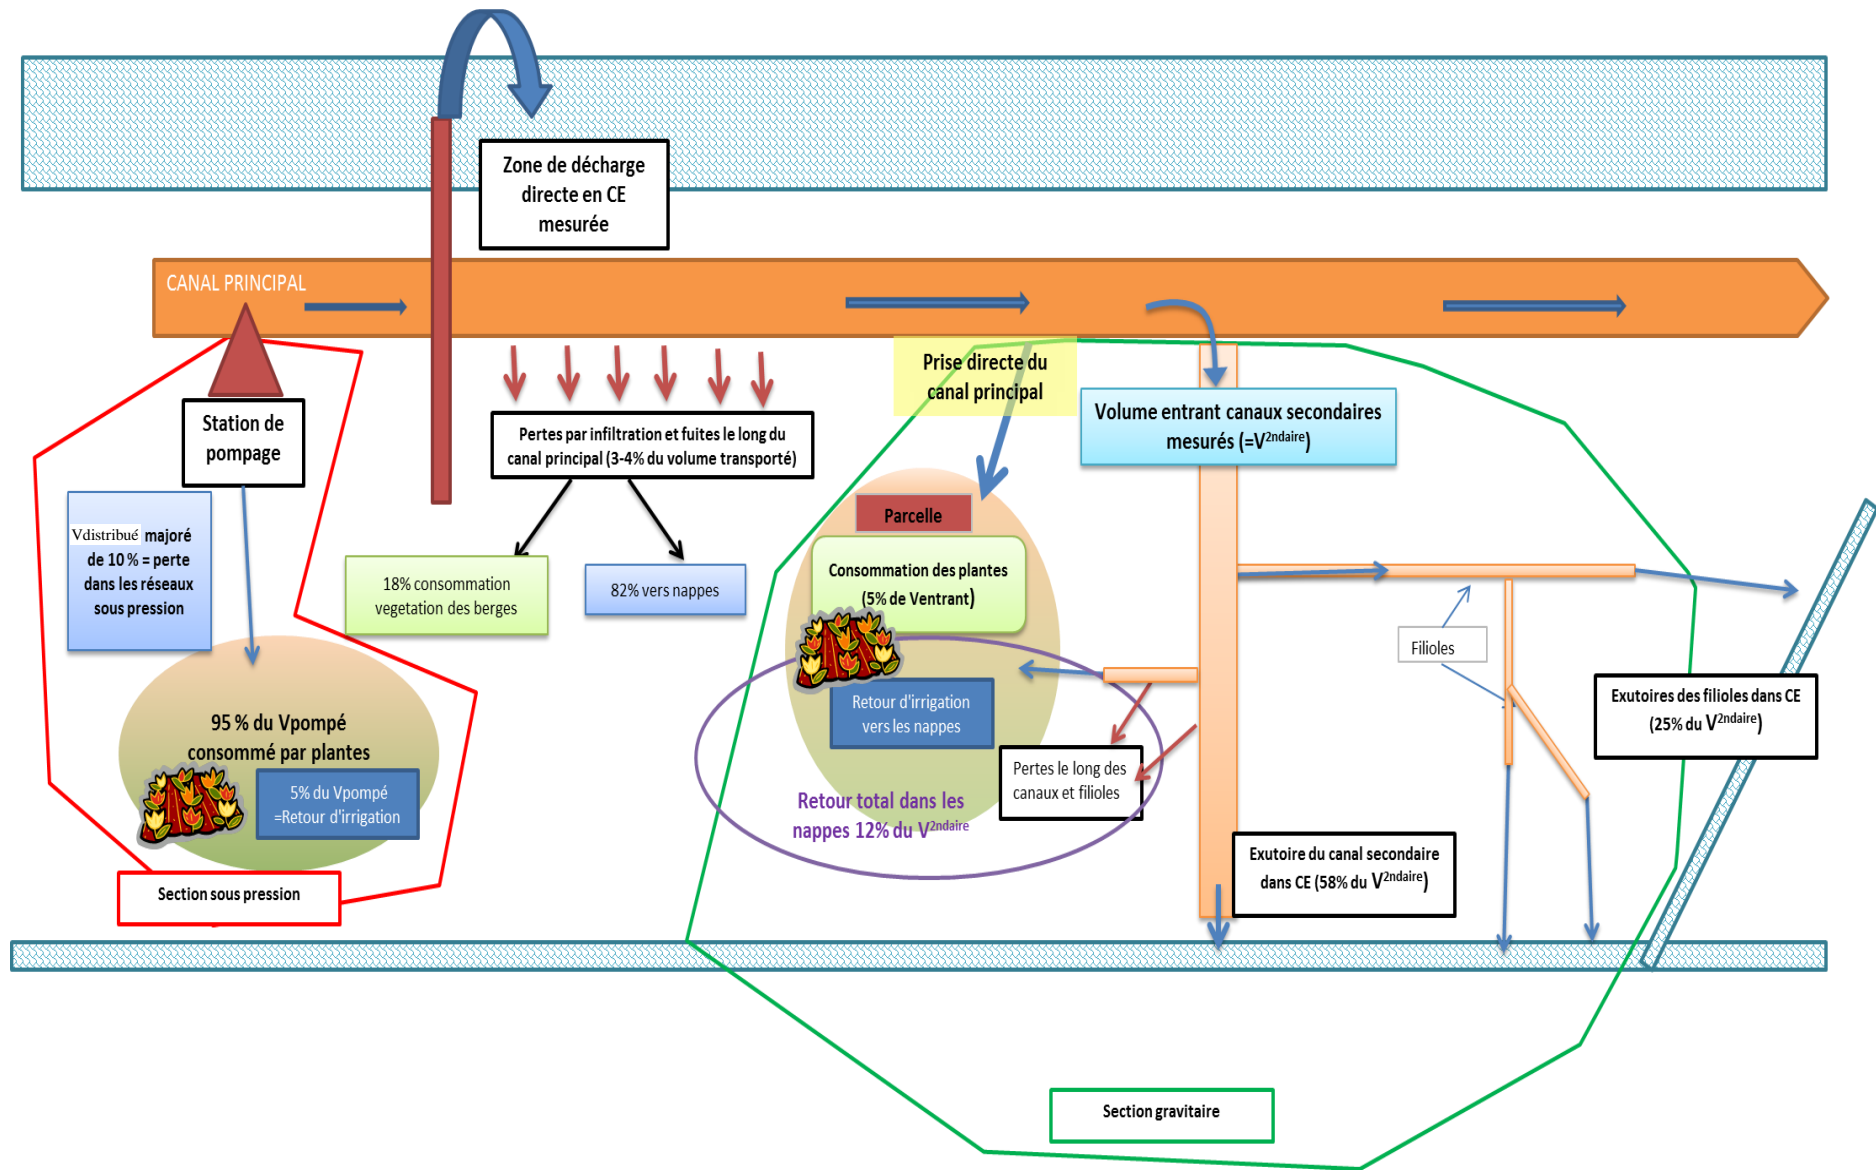 Zone de décharge
directe en CE
mesurée
CANAL PRINCIPAL
Station de
pompage
Vdistribué majoré
de 10 % = perte
dans les réseaux
sous pression
95 % du Vpompé
consommé par plantes
5% du Vpompé
=Retour d'irrigation
Section sous pression
Pertes par infiltration et fuites le long du
canal principal (3-4% du volume transporté)
18% consommation
vegetation des berges
82% vers nappes
Prise directe du
canal principal
Parcelle
Consommation des plantes
(5% de Ventrant)
Retour d'irrigation
vers les nappes
Pertes le long des
canaux et filioles
Retour total dans les
nappes 12% du V2ndaire
Volume entrant canaux secondaires
mesurés (=V2ndaire)
Filioles
Exutoires des filioles dans CE
(25% du V2ndaire)
Exutoire du canal secondaire
dans CE (58% du V2ndaire)
Section gravitaire